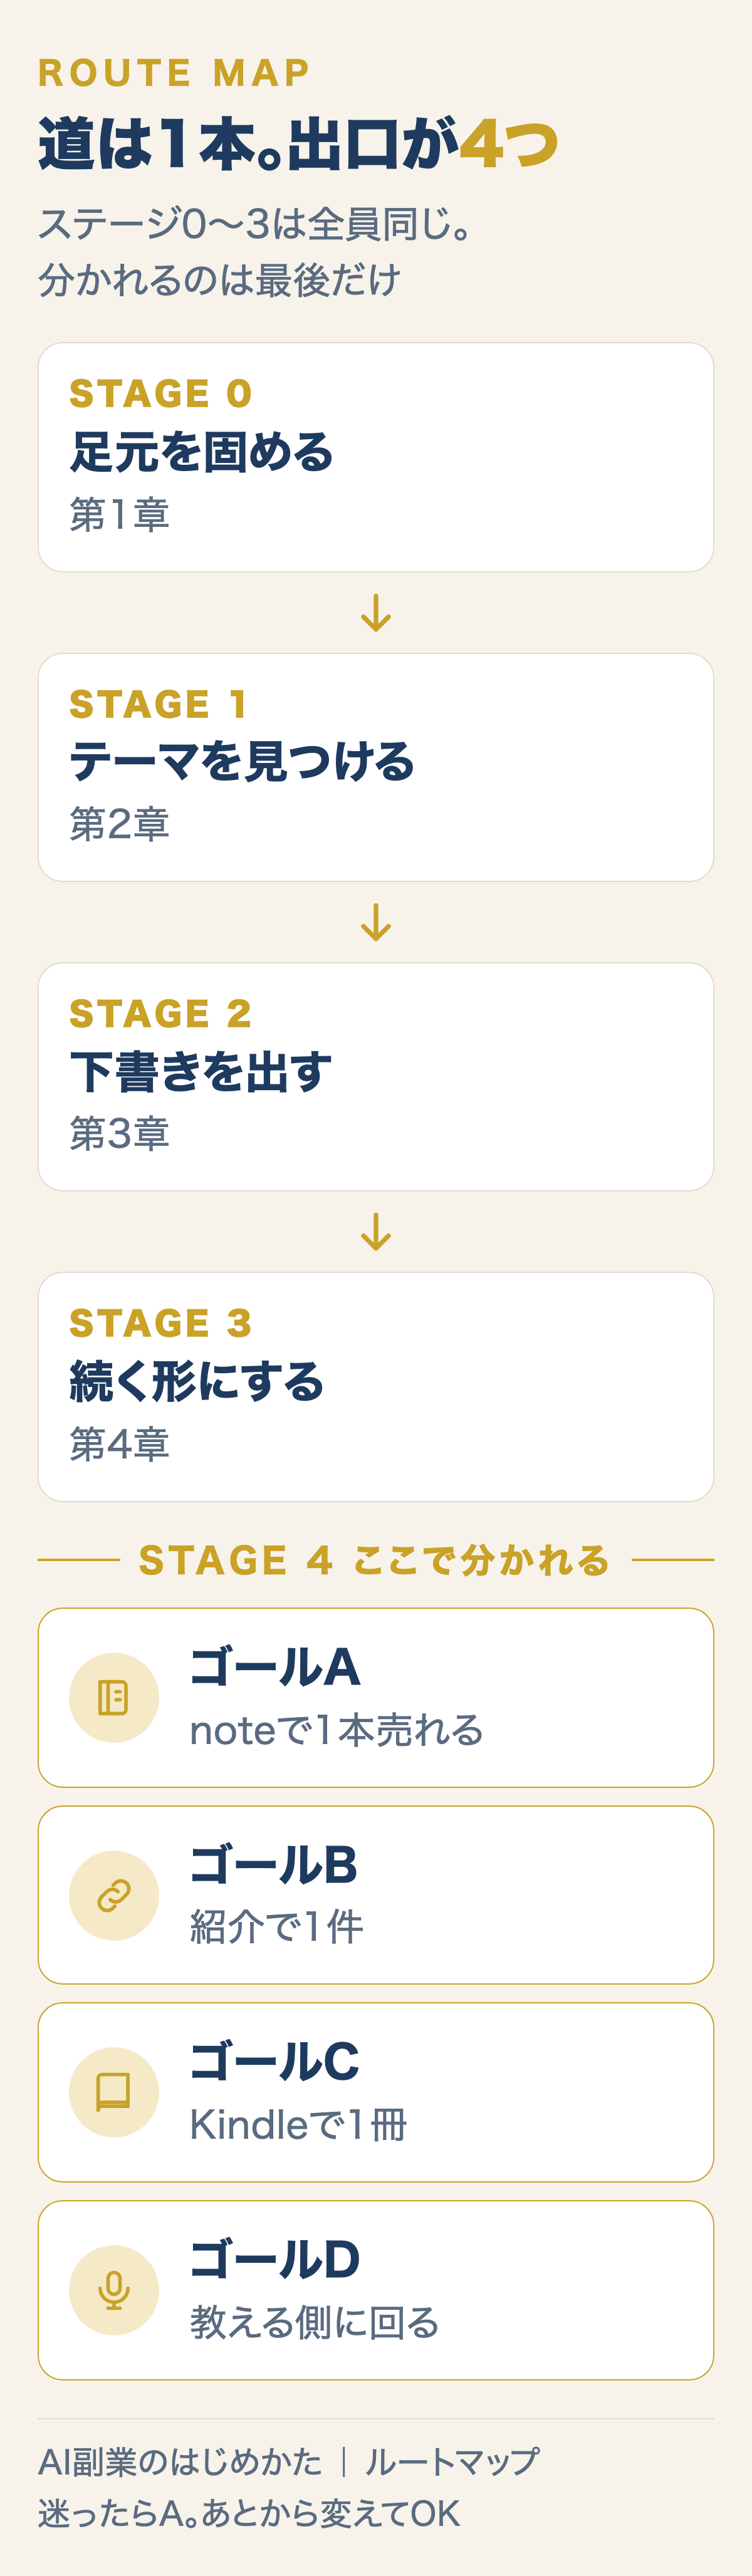 ROUTE MAP
道は1本。出口が4つ
ステージ0〜3は全員同じ。
分かれるのは最後だけ
STAGE 0
足元を固める
第1章
↓
STAGE 1
テーマを見つける
第2章
↓
STAGE 2
下書きを出す
第3章
↓
STAGE 3
続く形にする
第4章
STAGE 4 ここで分かれる
ゴールA
noteで1本売れる
ゴールB
紹介で1件
ゴールC
Kindleで1冊
ゴールD
教える側に回る
AI副業のはじめかた｜ルートマップ
迷ったらA。あとから変えてOK